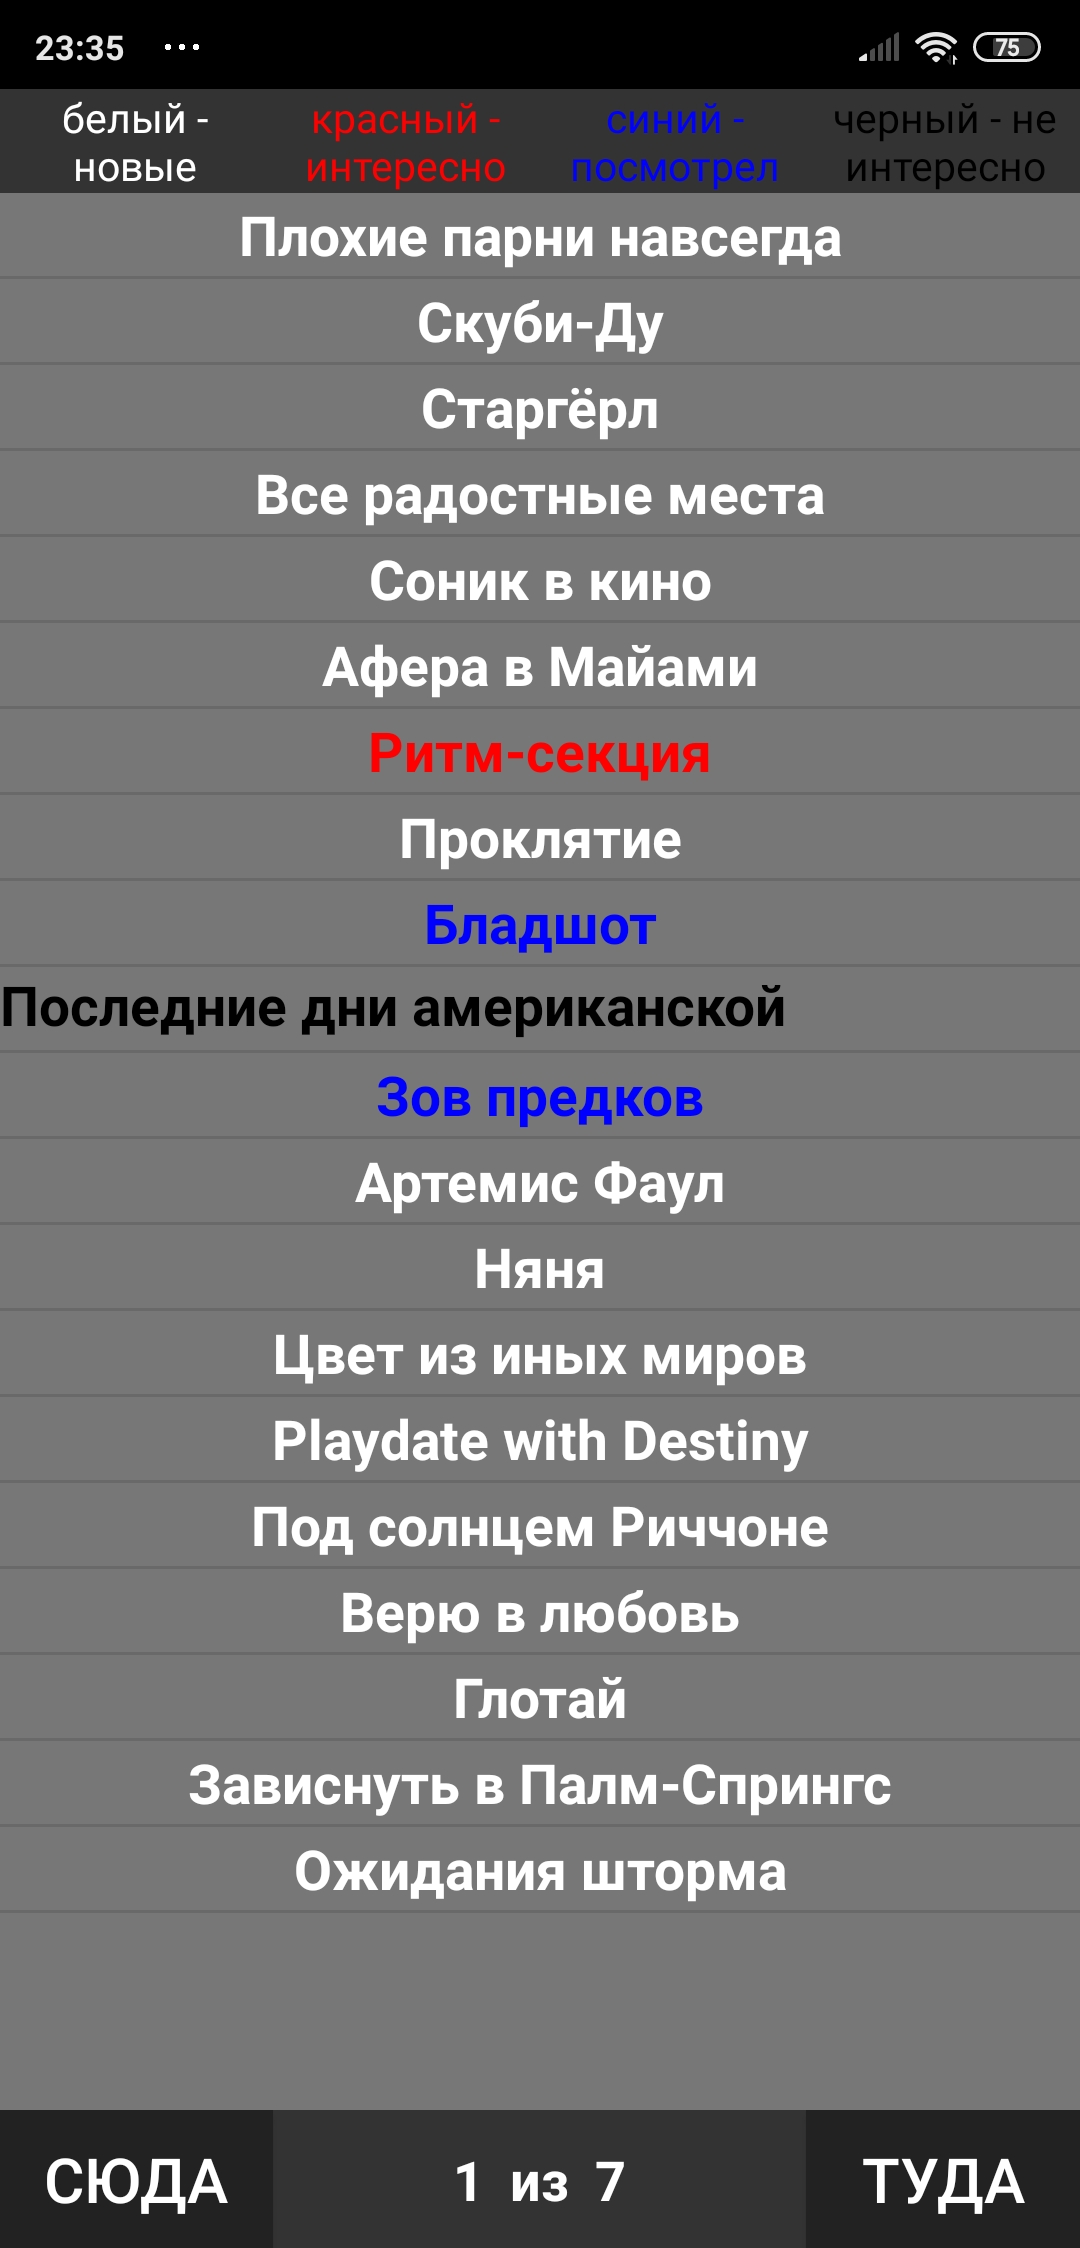 23:35 ... 75
белый -
новые
красный -
интересно
синий -
посмотрел
черный - не
интересно
Плохие парни навсегда
Скуби-Ду
Старгёрл
Все радостные места
Соник в кино
Афера в Майами
Ритм-секция
Проклятие
Бладшот
Последние дни американской
Зов предков
Артемис Фаул
Няня
Цвет из иных миров
Playdate with Destiny
Под солнцем Риччоне
Верю в любовь
Глотай
Зависнуть в Палм-Спрингс
Ожидания шторма
СЮДА 1 из 7 ТУДА